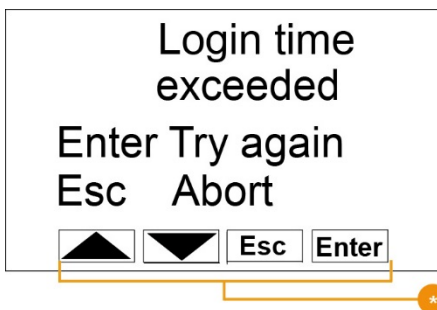 Login time
exceeded
Enter Try again
Esc Abort
Esc Enter
*